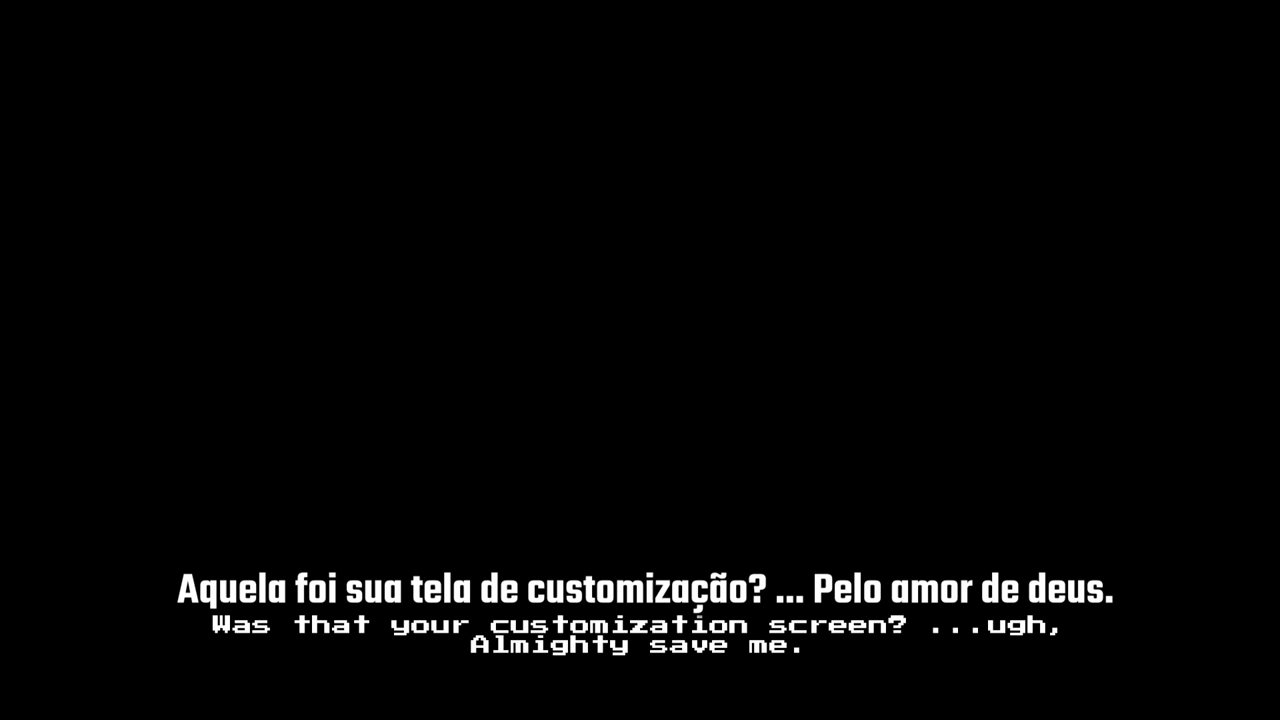 Aquela foi sua tela de customização? ... Pelo amor de deus.
Was that your customization screen? ...ugh,
Almighty save me.